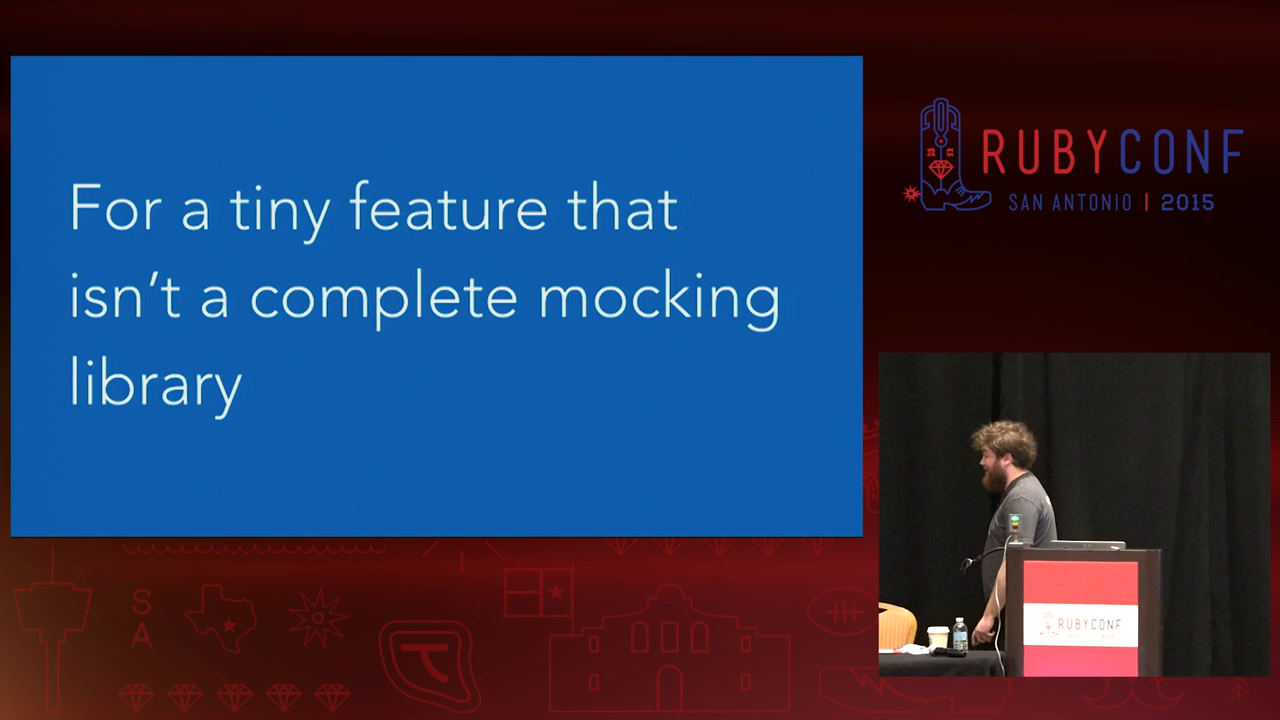 For a tiny feature that
isn't a complete mocking
library
RUBYCONF
SAN ANTONIO | 2015
S
A
RUBYCONF